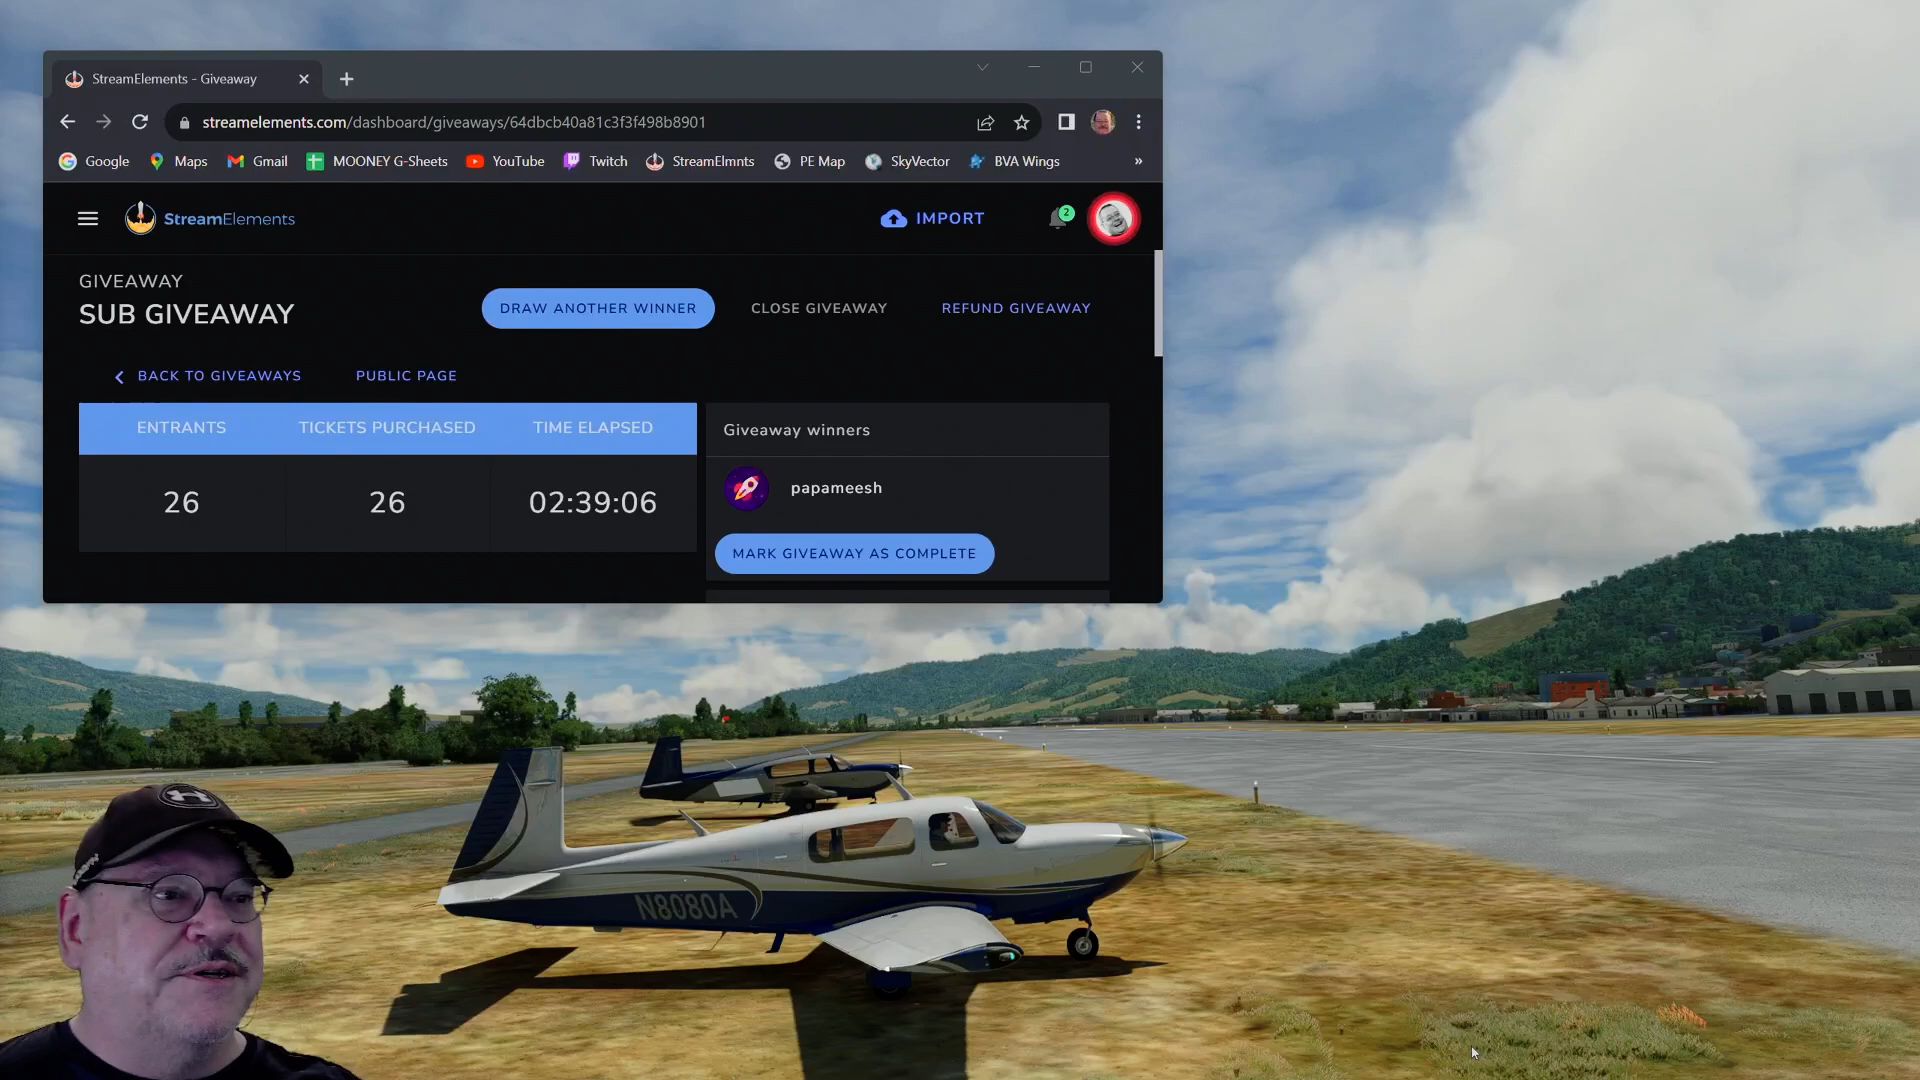 StreamElements - Giveaway
streamelements.com/dashboard/giveaways/64dbcb40a81c3f3f498b8901
Google Maps Gmail MOONEY G-Sheets YouTube Twitch StreamElmnts PE Map SkyVector BVA Wings »
StreamElements IMPORT 2
GIVEAWAY
SUB GIVEAWAY
DRAW ANOTHER WINNER CLOSE GIVEAWAY REFUND GIVEAWAY
BACK TO GIVEAWAYS PUBLIC PAGE
ENTRANTS TICKETS PURCHASED TIME ELAPSED
26 26 02:39:06
Giveaway winners
papameesh
MARK GIVEAWAY AS COMPLETE
N8080A